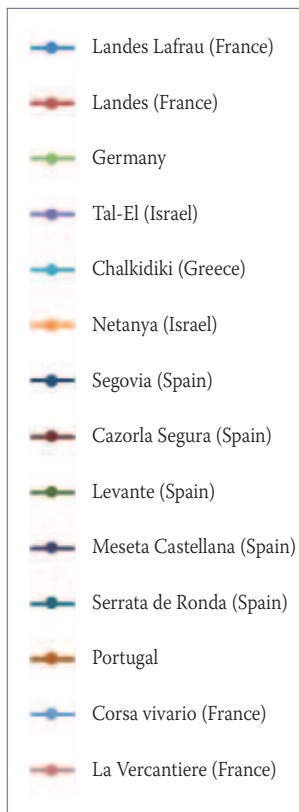 Landes Lafrau (France)
Landes (France)
Germany
Tal-El (Israel)
Chalkidiki (Greece)
Netanya (Israel)
Segovia (Spain)
Cazorla Segura (Spain)
Levante (Spain)
Meseta Castellana (Spain)
Serrata de Ronda (Spain)
Portugal
Corsa vivario (France)
La Vercantiere (France)